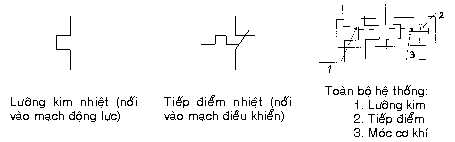 2
3
1
Lưỡng kim nhiệt (nối
vào mạch động lực)
Tiếp điểm nhiệt (nối
vào mạch điều khiển)
Toàn bộ hệ thống:
1. Lưỡng kim
2. Tiếp điểm
3. Móc cơ khí